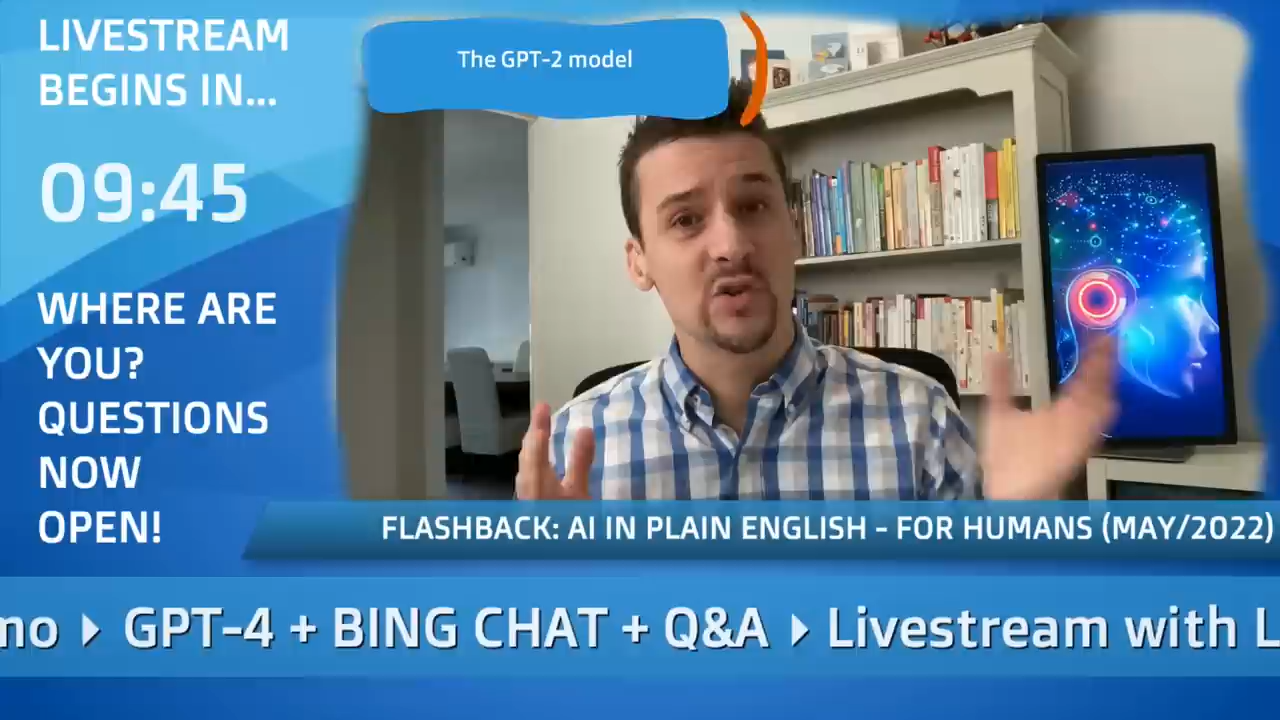 LIVESTREAM
BEGINS IN...
09:45
WHERE ARE
YOU?
QUESTIONS
NOW
OPEN!
The GPT-2 model
FLASHBACK: AI IN PLAIN ENGLISH - FOR HUMANS (MAY/2022)
mo GPT-4 + BING CHAT + Q&A Livestream with L